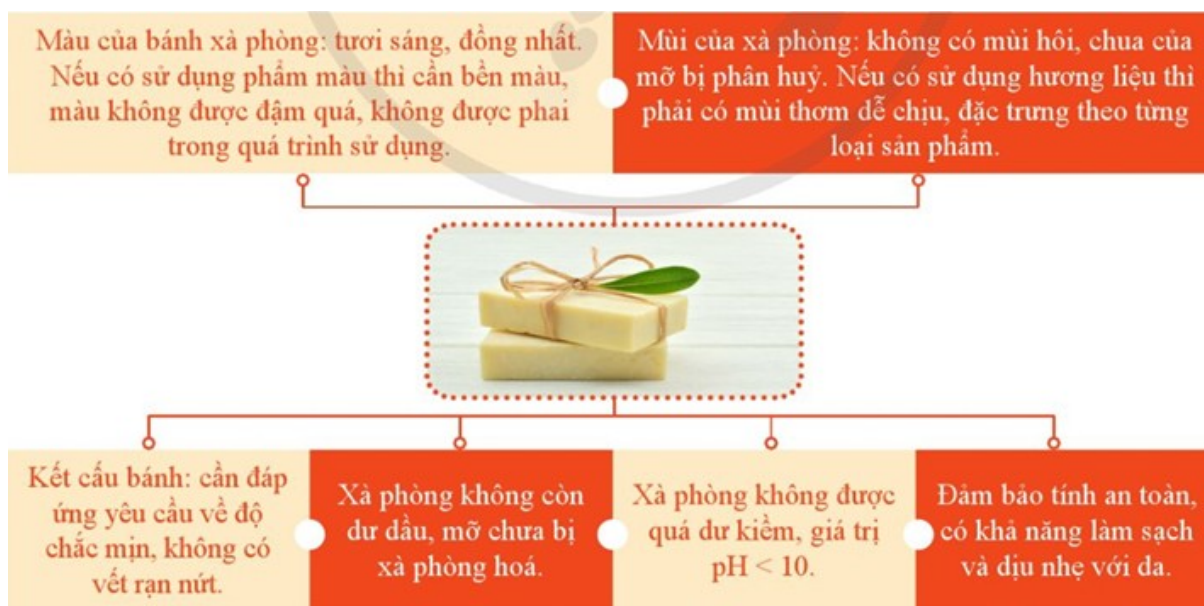 Màu của bánh xà phòng: tươi sáng, đồng nhất.
Nếu có sử dụng phẩm màu thì cần bền màu,
màu không được đậm quá, không được phai
trong quá trình sử dụng.
Mùi của xà phòng: không có mùi hôi, chua của
mỡ bị phân huỷ. Nếu có sử dụng hương liệu thì
phải có mùi thơm dễ chịu, đặc trưng theo từng
loại sản phẩm.
Kết cấu bánh: cần đáp
ứng yêu cầu về độ
chắc mịn, không có
vết rạn nứt.
Xà phòng không còn
dư dầu, mỡ chưa bị
xà phòng hoá.
Xà phòng không được
quá dư kiềm, giá trị
pH < 10.
Đảm bảo tính an toàn,
có khả năng làm sạch
và dịu nhẹ với da.